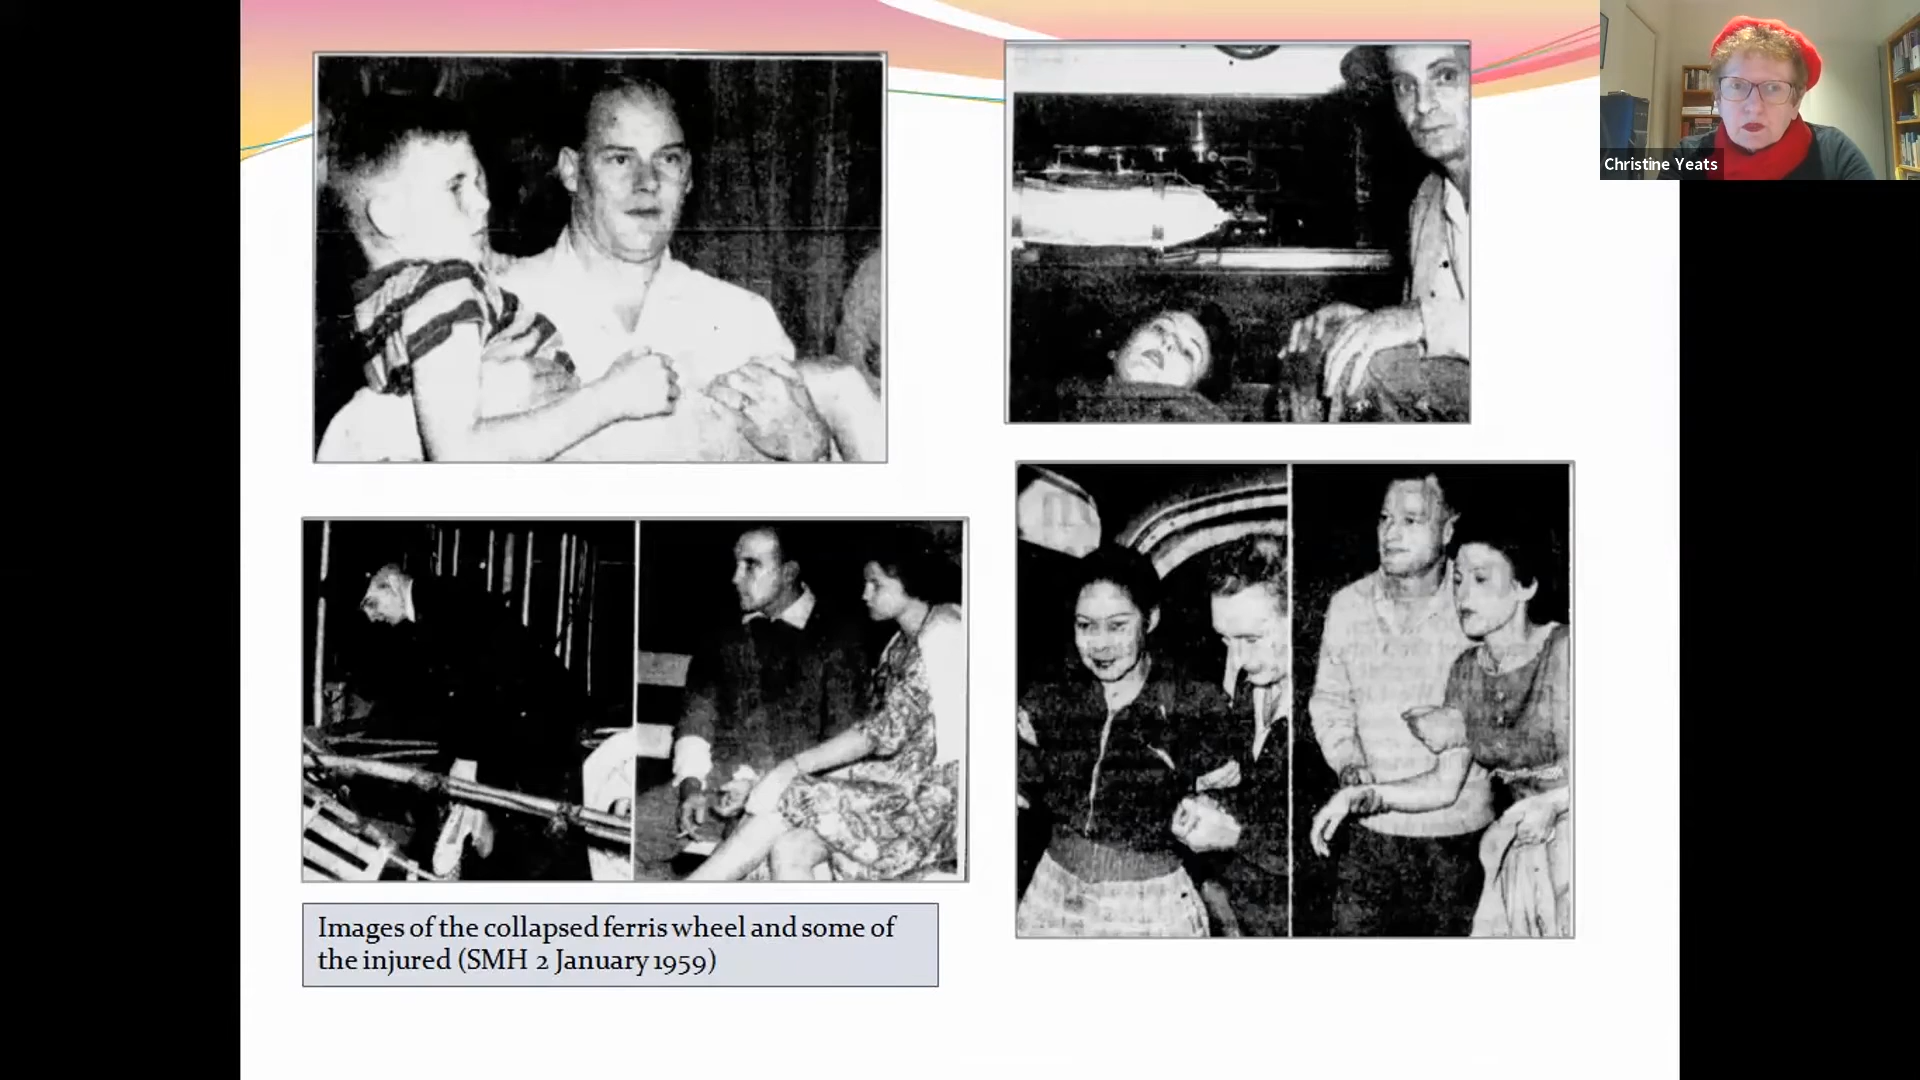 Christine Yeats
Images of the collapsed ferris wheel and some of
the injured (SMH 2 January 1959)